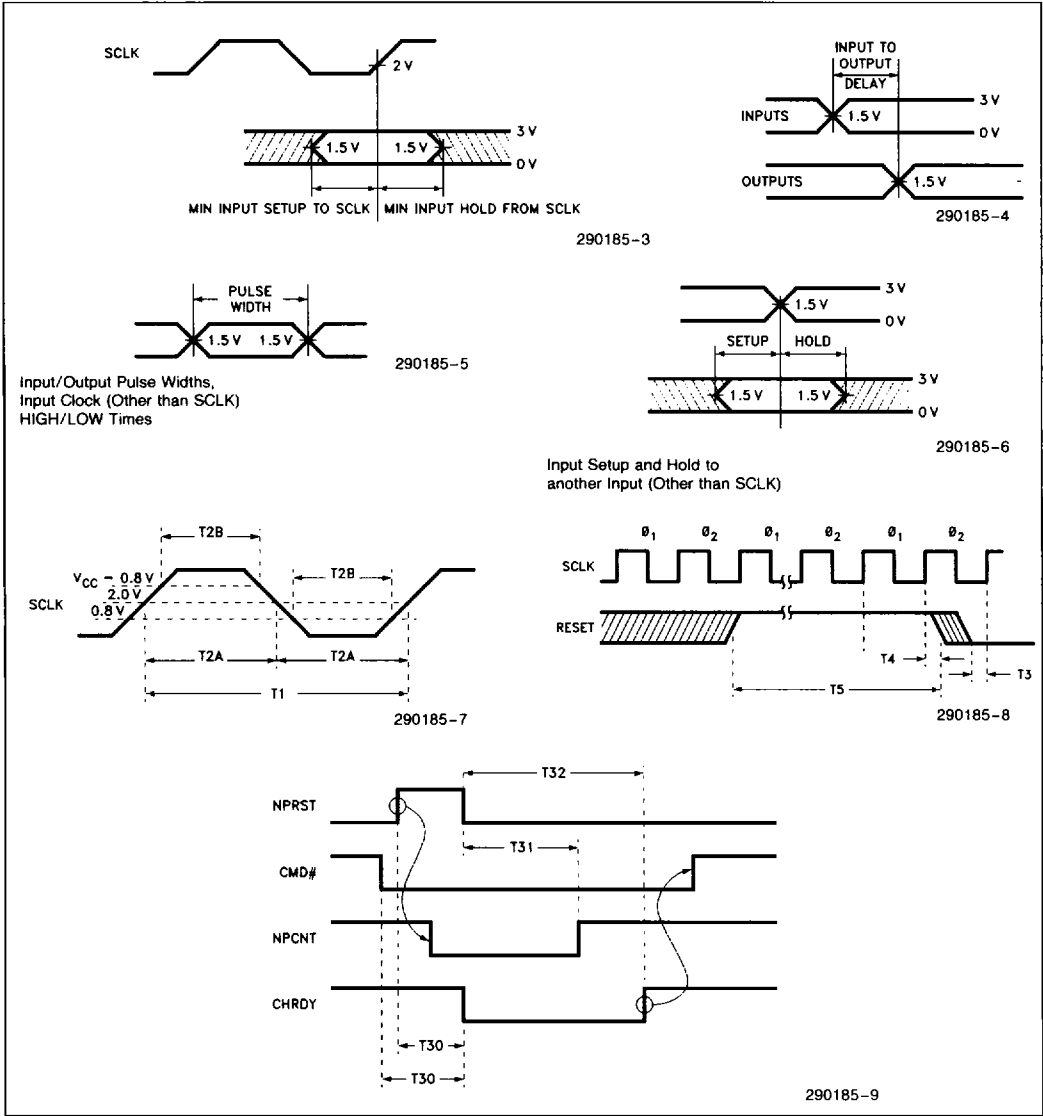 SCLK
2 V
3 V
1.5 V 1.5 V
0 V
MIN INPUT SETUP TO SCLK MIN INPUT HOLD FROM SCLK
290185-3
INPUT TO
OUTPUT
DELAY
3 V
INPUTS
1.5 V
0 V
OUTPUTS
1.5 V
290185-4
PULSE
WIDTH
1.5 V 1.5 V
290185-5
Input/Output Pulse Widths,
Input Clock (Other than SCLK)
HIGH/LOW Times
3 V
1.5 V
0 V
SETUP HOLD
3 V
1.5 V 1.5 V
0 V
290185-6
Input Setup and Hold to
another Input (Other than SCLK)
T2B
VCC - 0.8 V
T2B
2.0 V
SCLK
0.8 V
T2A T2A
T1
290185-7
Ø1 Ø2 Ø1 Ø2 Ø1 Ø2
SCLK
RESET
T4
T3
T5
290185-8
T32
NPRST
T31
CMD#
NPCNT
CHRDY
T30
T30
290185-9